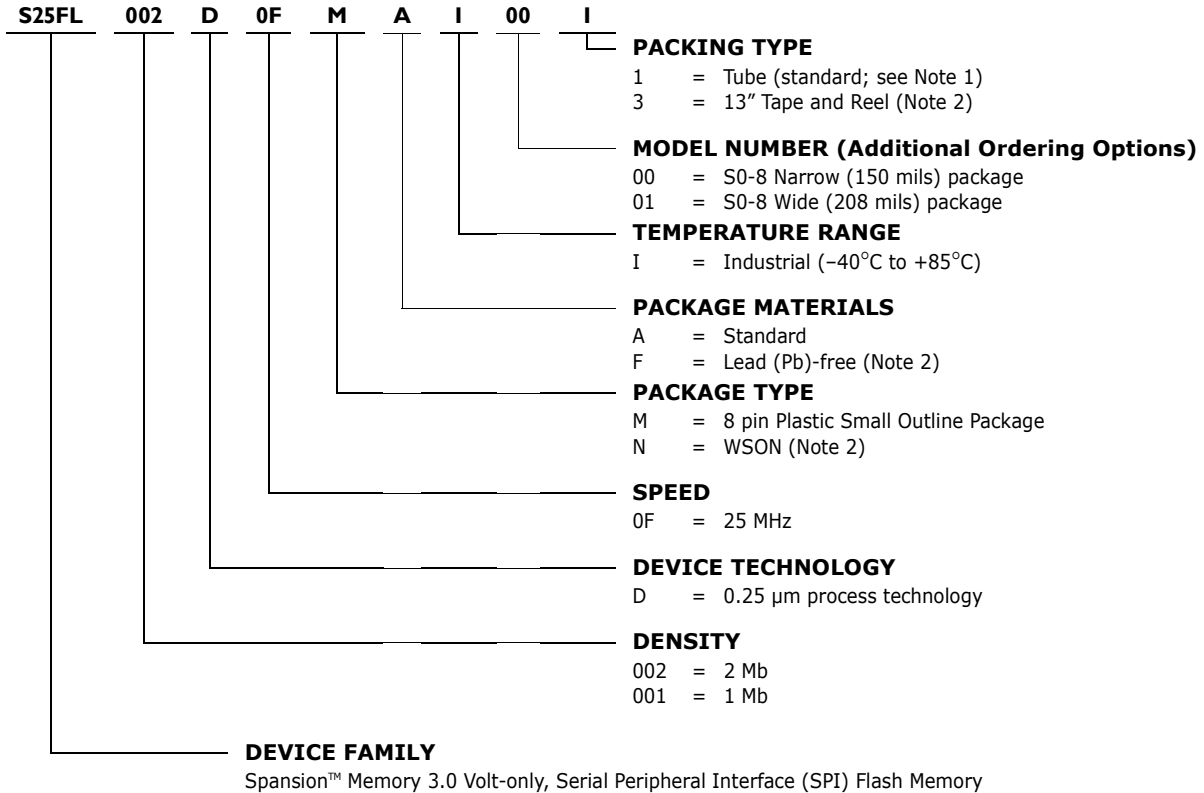 S25FL 002 D 0F M A I 00 1
PACKING TYPE
1 = Tube (standard; see Note 1)
3 = 13” Tape and Reel (Note 2)
MODEL NUMBER (Additional Ordering Options)
00 = S0-8 Narrow (150 mils) package
01 = S0-8 Wide (208 mils) package
TEMPERATURE RANGE
I = Industrial (–40°C to +85°C)
PACKAGE MATERIALS
A = Standard
F = Lead (Pb)-free (Note 2)
PACKAGE TYPE
M = 8 pin Plastic Small Outline Package
N = WSON (Note 2)
SPEED
0F = 25 MHz
DEVICE TECHNOLOGY
D = 0.25 µm process technology
DENSITY
002 = 2 Mb
001 = 1 Mb
DEVICE FAMILY
Spansion™ Memory 3.0 Volt-only, Serial Peripheral Interface (SPI) Flash Memory